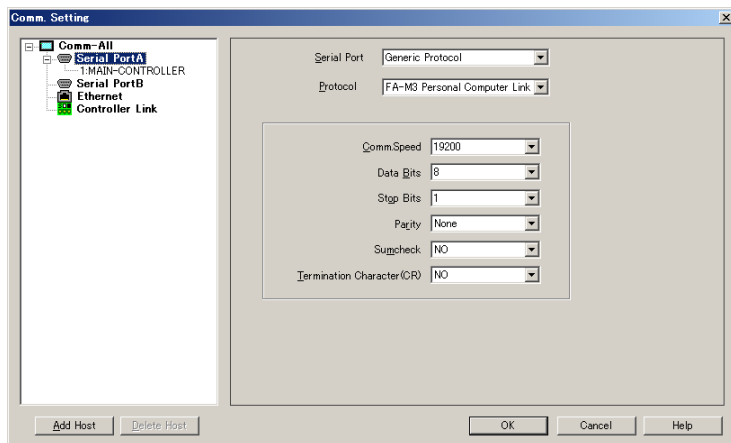 Comm. Setting
Comm-All
Serial PortA
1:MAIN-CONTROLLER
Serial PortB
Ethernet
Controller Link
Serial Port Generic Protocol
Protocol FA-M3 Personal Computer Link
Comm.Speed 19200
Data Bits 8
Stop Bits 1
Parity None
Sumcheck NO
Termination Character(CR) NO
Add Host Delete Host OK Cancel Help